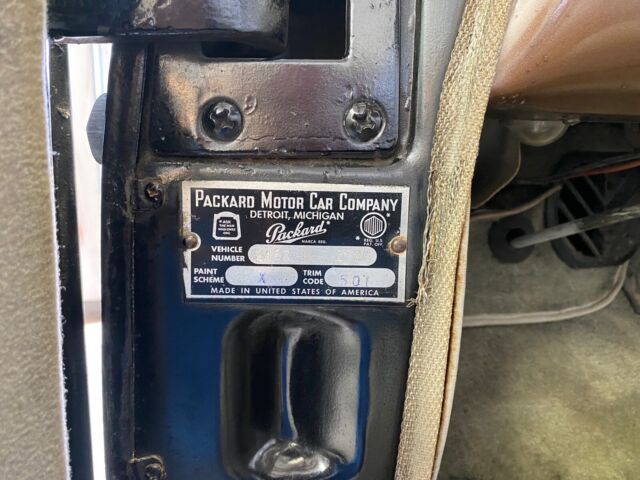 PACKARD MOTOR CAR COMPANY
DETROIT, MICHIGAN
ASK THE MAN WHO OWNS ONE
Packard
MARCA REG.
REG. U.S. PAT. OFF.
VEHICLE NUMBER
PAINT SCHEME X TRIM CODE 501
MADE IN UNITED STATES OF AMERICA